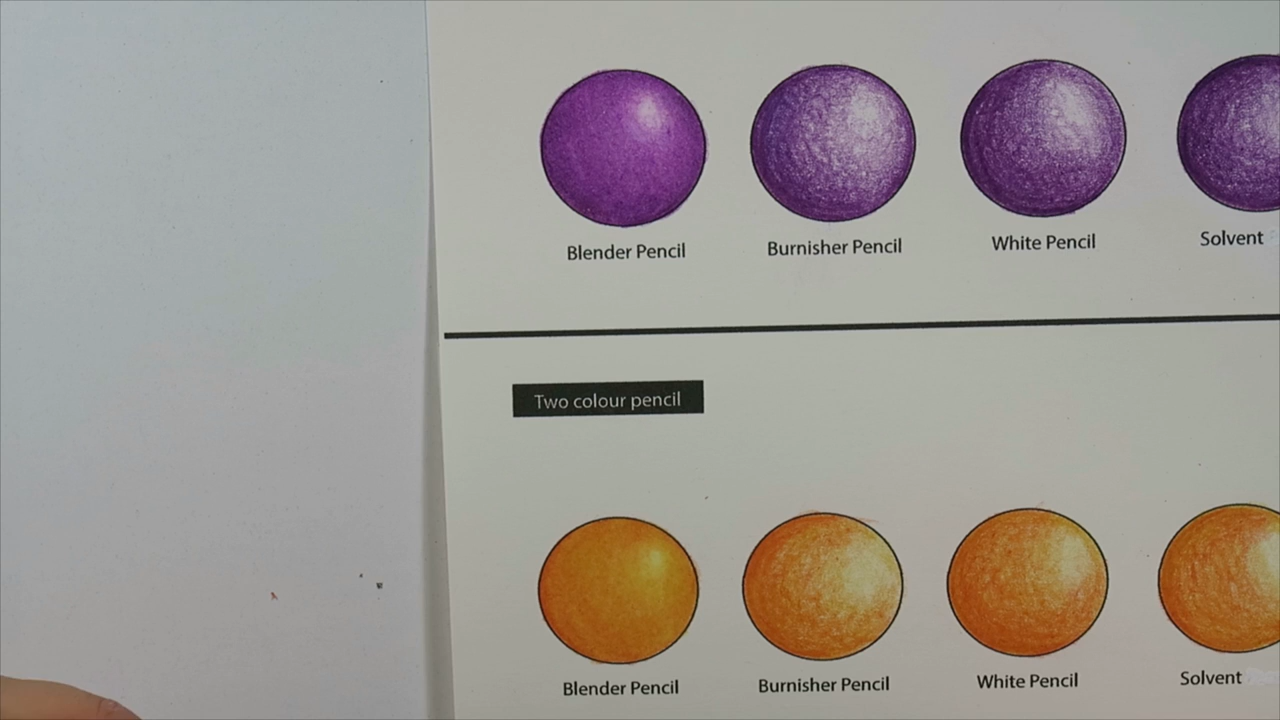 Blender Pencil
Burnisher Pencil
White Pencil
Solvent
Two colour pencil
Blender Pencil
Burnisher Pencil
White Pencil
Solvent